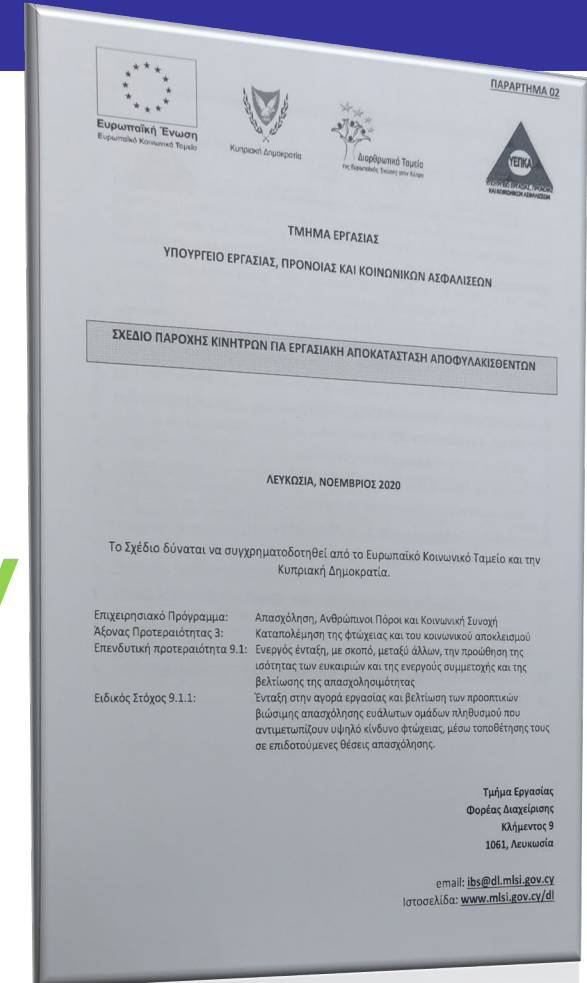 ΠΑΡΑΡΤΗΜΑ 02
Ευρωπαϊκή Ένωση
Ευρωπαϊκό Κοινωνικό Ταμείο
Κυπριακή Δημοκρατία
Διαρθρωτικά Ταμεία
της Ευρωπαϊκής Ένωσης στην Κύπρο
ΥΕΠΚΑ
ΥΠΟΥΡΓΕΙΟ ΕΡΓΑΣΙΑΣ, ΠΡΟΝΟΙΑΣ
ΚΑΙ ΚΟΙΝΩΝΙΚΩΝ ΑΣΦΑΛΙΣΕΩΝ
ΤΜΗΜΑ ΕΡΓΑΣΙΑΣ
ΥΠΟΥΡΓΕΙΟ ΕΡΓΑΣΙΑΣ, ΠΡΟΝΟΙΑΣ ΚΑΙ ΚΟΙΝΩΝΙΚΩΝ ΑΣΦΑΛΙΣΕΩΝ
ΣΧΕΔΙΟ ΠΑΡΟΧΗΣ ΚΙΝΗΤΡΩΝ ΓΙΑ ΕΡΓΑΣΙΑΚΗ ΑΠΟΚΑΤΑΣΤΑΣΗ ΑΠΟΦΥΛΑΚΙΣΘΕΝΤΩΝ
ΛΕΥΚΩΣΙΑ, ΝΟΕΜΒΡΙΟΣ 2020
Το Σχέδιο δύναται να συγχρηματοδοτηθεί από το Ευρωπαϊκό Κοινωνικό Ταμείο και την
Κυπριακή Δημοκρατία.
Επιχειρησιακό Πρόγραμμα: Απασχόληση, Ανθρώπινοι Πόροι και Κοινωνική Συνοχή
Άξονας Προτεραιότητας 3: Καταπολέμηση της φτώχειας και του κοινωνικού αποκλεισμού
Επενδυτική προτεραιότητα 9.1: Ενεργός ένταξη, με σκοπό, μεταξύ άλλων, την προώθηση της
ισότητας των ευκαιριών και της ενεργούς συμμετοχής και της
βελτίωσης της απασχολησιμότητας
Ειδικός Στόχος 9.1.1: Ένταξη στην αγορά εργασίας και βελτίωση των προοπτικών
βιώσιμης απασχόλησης ευάλωτων ομάδων πληθυσμού που
αντιμετωπίζουν υψηλό κίνδυνο φτώχειας, μέσω τοποθέτησης τους
σε επιδοτούμενες θέσεις απασχόλησης.
Τμήμα Εργασίας
Φορέας Διαχείρισης
Κλήμεντος 9
1061, Λευκωσία
email: ibs@dl.mlsi.gov.cy
Ιστοσελίδα: www.mlsi.gov.cy/dl